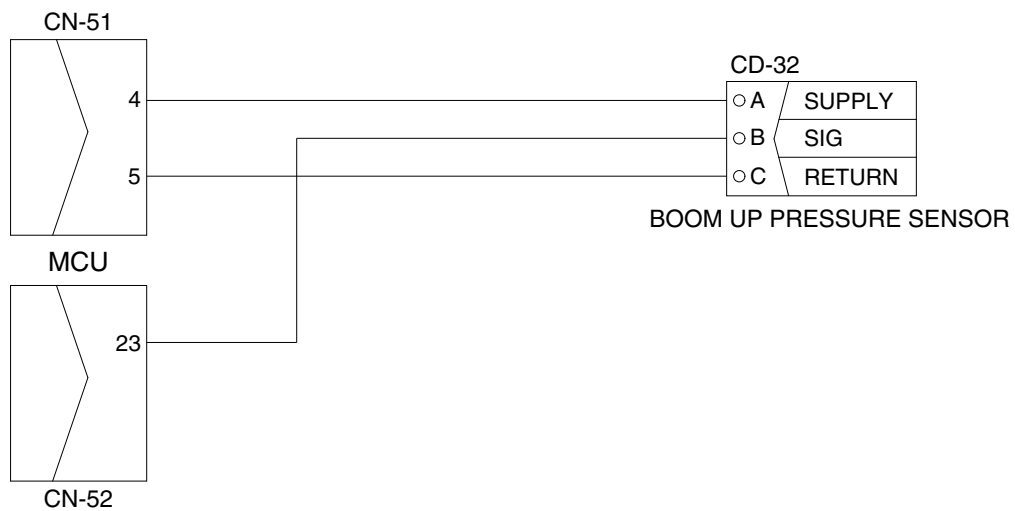 CN-51
CD-32
4
A SUPPLY
B SIG
5
C RETURN
BOOM UP PRESSURE SENSOR
MCU
23
CN-52